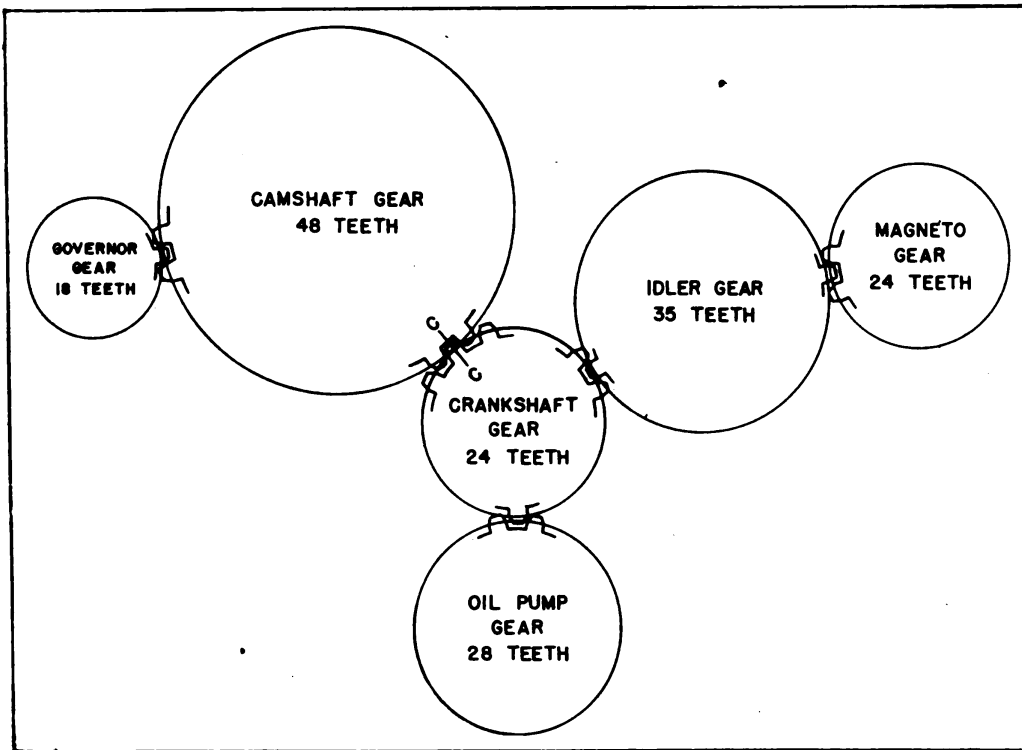 CAMSHAFT GEAR
48 TEETH
GOVERNOR
GEAR
18 TEETH
MAGNETO
GEAR
24 TEETH
IDLER GEAR
35 TEETH
C
C
CRANKSHAFT
GEAR
24 TEETH
OIL PUMP
GEAR
28 TEETH